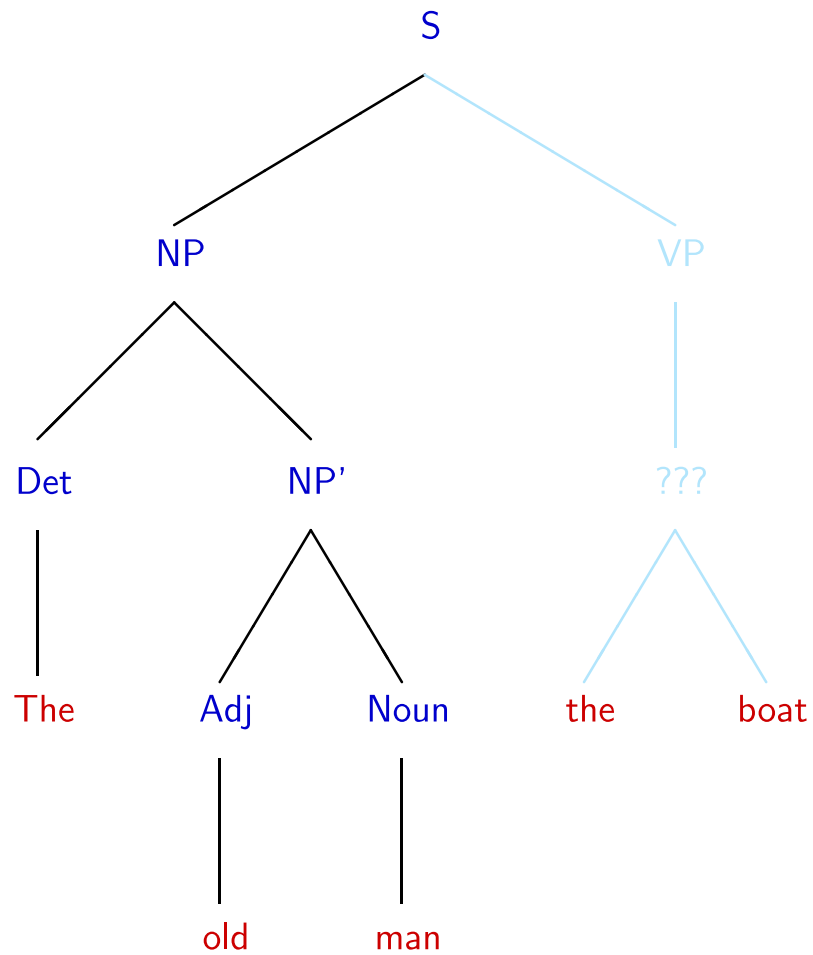 S
NP VP
Det NP' ???
The Adj Noun the boat
old man